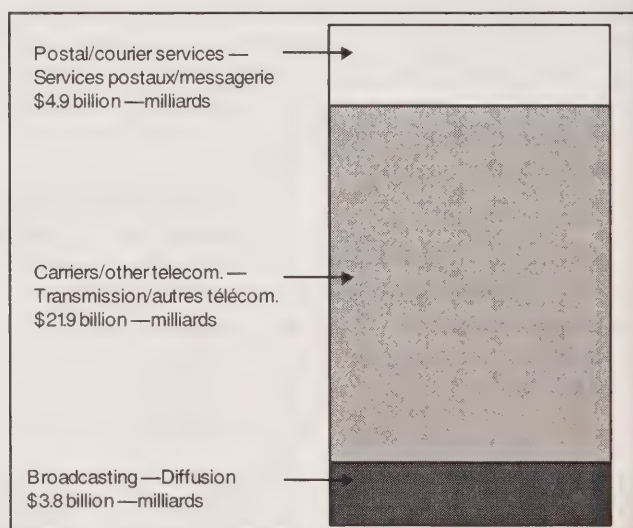 Postal/courier services —
Services postaux/messagerie
$4.9 billion —milliards
Carriers/other telecom. —
Transmission/autres télécom.
$21.9 billion —milliards
Broadcasting —Diffusion
$3.8 billion —milliards